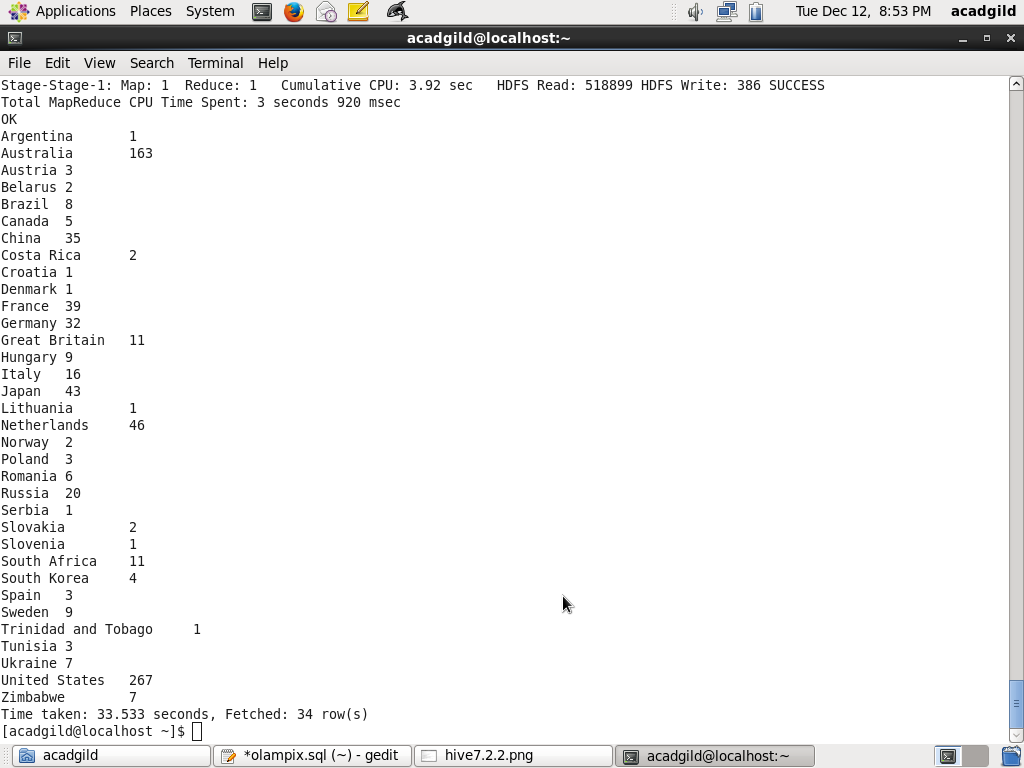 Applications Places System Tue Dec 12, 8:53 PM acadgild
acadgild@localhost:~
File Edit View Search Terminal Help
Stage-Stage-1: Map: 1  Reduce: 1   Cumulative CPU: 3.92 sec   HDFS Read: 518899 HDFS Write: 386 SUCCESS
Total MapReduce CPU Time Spent: 3 seconds 920 msec
OK
Argentina	1
Australia	163
Austria	3
Belarus	2
Brazil	8
Canada	5
China	35
Costa Rica	2
Croatia	1
Denmark	1
France	39
Germany	32
Great Britain	11
Hungary	9
Italy	16
Japan	43
Lithuania	1
Netherlands	46
Norway	2
Poland	3
Romania	6
Russia	20
Serbia	1
Slovakia	2
Slovenia	1
South Africa	11
South Korea	4
Spain	3
Sweden	9
Trinidad and Tobago	1
Tunisia	3
Ukraine	7
United States	267
Zimbabwe	7
Time taken: 33.533 seconds, Fetched: 34 row(s)
[acadgild@localhost ~]$
acadgild *olampix.sql (~) - gedit hive7.2.2.png acadgild@localhost:~